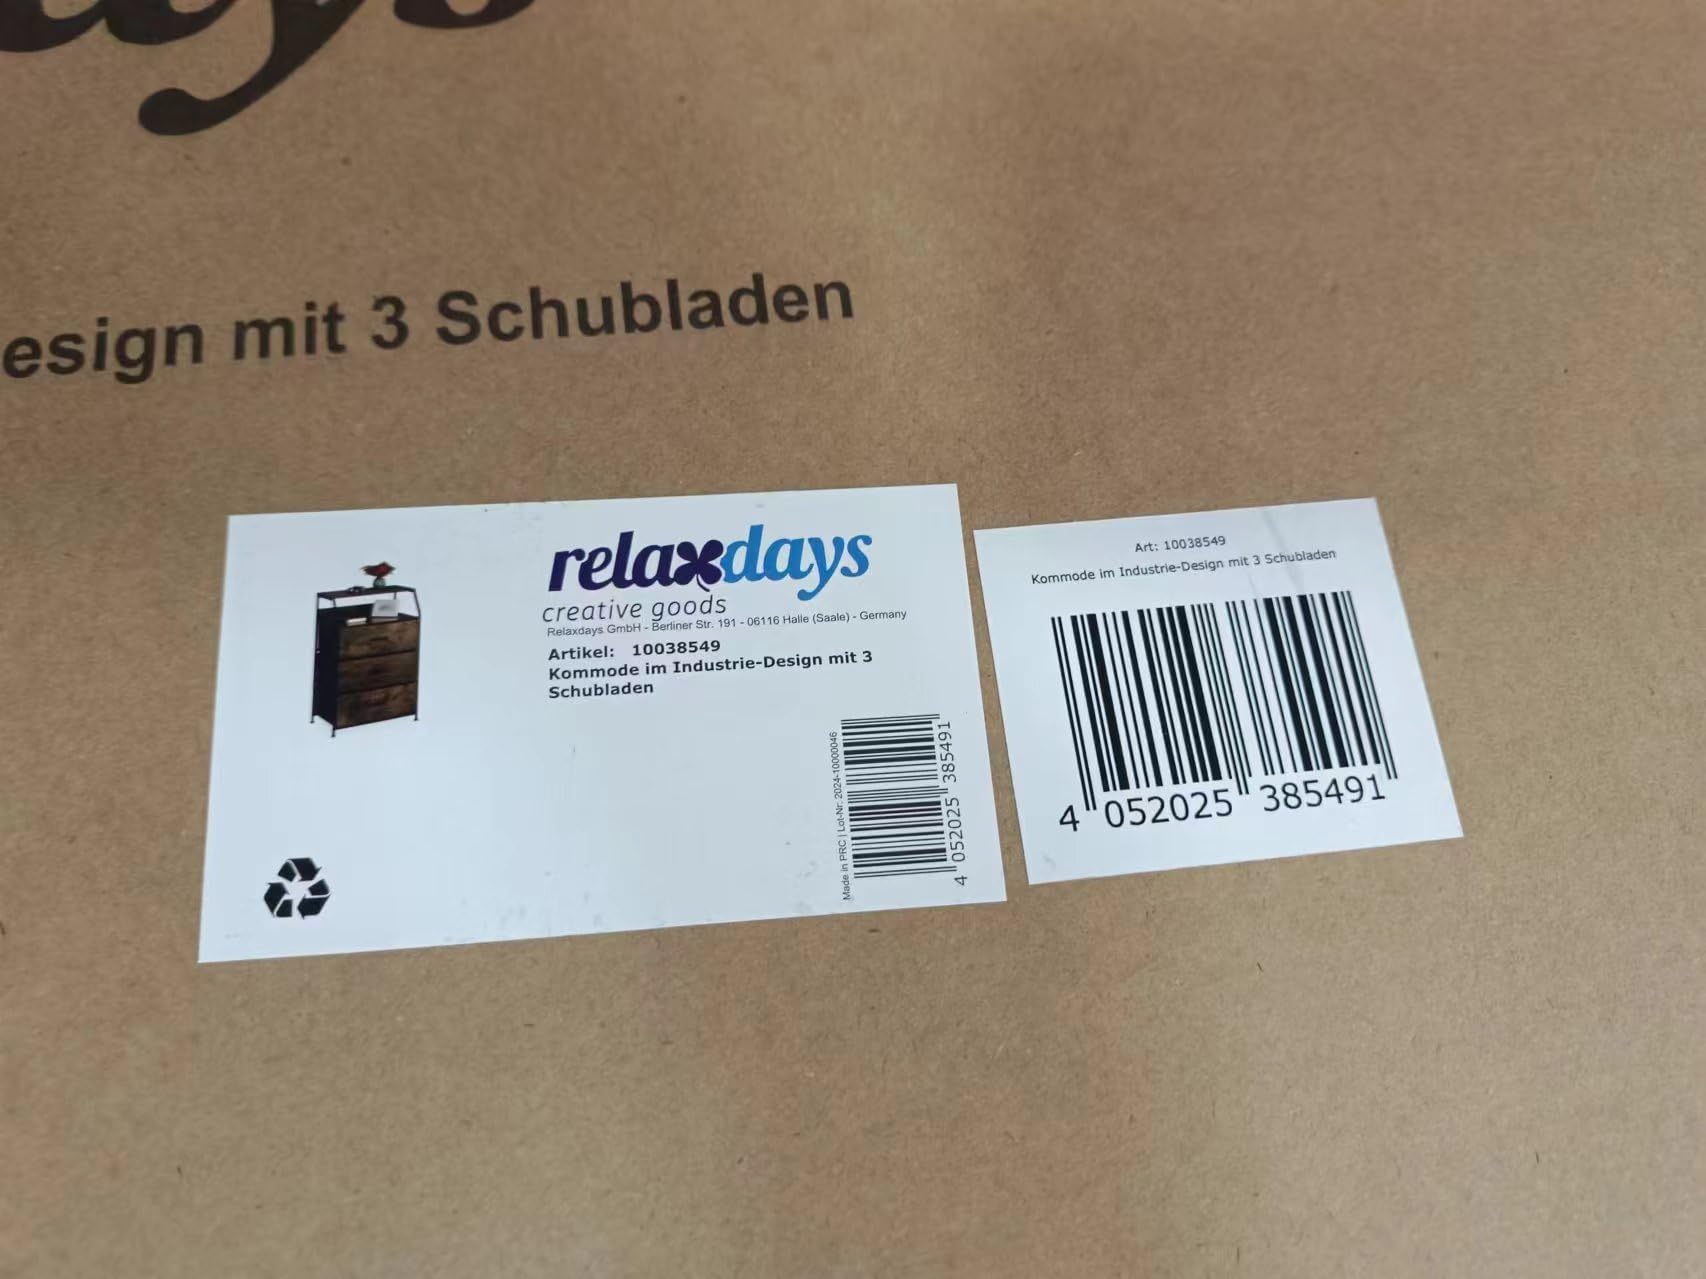 ays
esign mit 3 Schubladen
relaxdays
creative goods
Relaxdays GmbH - Berliner Str. 191 - 06116 Halle (Saale) - Germany
Artikel: 10038549
Kommode im Industrie-Design mit 3
Schubladen
Made in PRC | Lot-Nr: 2024-10000046
4 052025 385491
Art: 10038549
Kommode im Industrie-Design mit 3 Schubladen
4 052025 385491